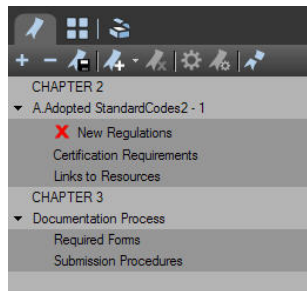 CHAPTER 2
A.Adopted StandardCodes2 - 1
New Regulations
Certification Requirements
Links to Resources
CHAPTER 3
Documentation Process
Required Forms
Submission Procedures